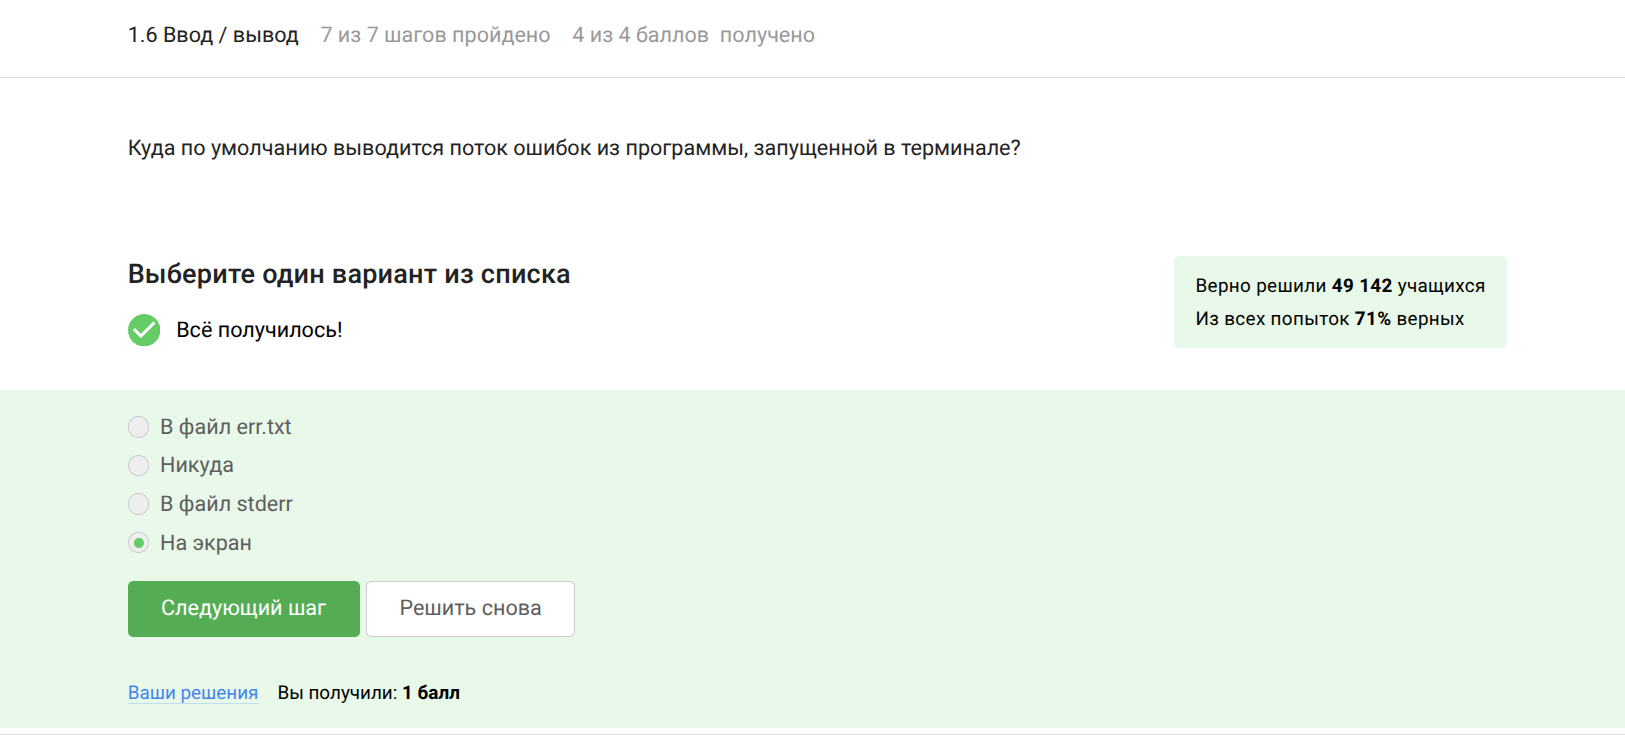 1.6 Ввод / вывод 7 из 7 шагов пройдено 4 из 4 баллов получено
Куда по умолчанию выводится поток ошибок из программы, запущенной в терминале?
Выберите один вариант из списка
Всё получилось!
Верно решили 49 142 учащихся
Из всех попыток 71% верных
В файл err.txt
Никуда
В файл stderr
На экран
Следующий шаг Решить снова
Ваши решения Вы получили: 1 балл